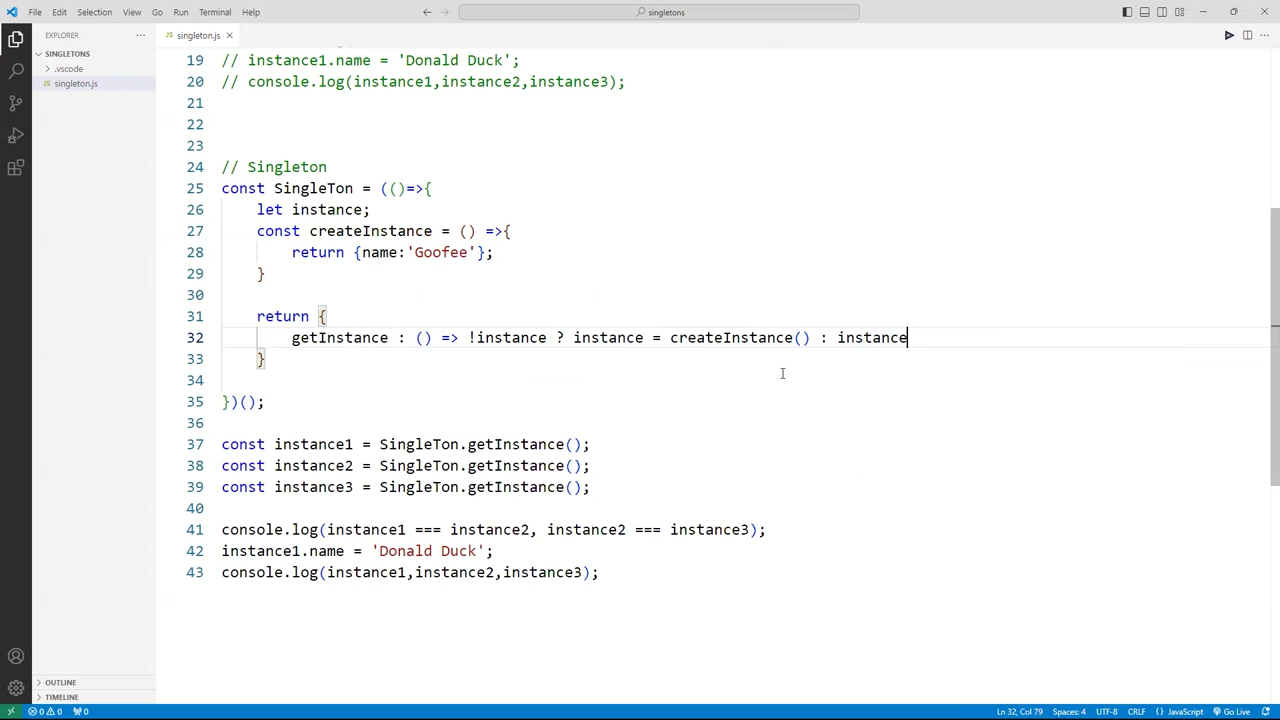 File Edit Selection View Go Run Terminal Help
singletons
EXPLORER
singleton.js
SINGLETONS
.vscode
JS singleton.js
19 // instance1.name = 'Donald Duck';
20 // console.log(instance1,instance2,instance3);
21
22
23
24 // Singleton
25 const SingleTon = (()=>{
26 let instance;
27 const createInstance = () =>{
28 return {name:'Goofee'};
29 }
30
31 return {
32 getInstance : () => !instance ? instance = createInstance() : instance
33 }
34
35 })();
36
37 const instance1 = SingleTon.getInstance();
38 const instance2 = SingleTon.getInstance();
39 const instance3 = SingleTon.getInstance();
40
41 console.log(instance1 === instance2, instance2 === instance3);
42 instance1.name = 'Donald Duck';
43 console.log(instance1,instance2,instance3);
OUTLINE
TIMELINE
0 0 0 Ln 32, Col 79 Spaces: 4 UTF-8 CRLF {} JavaScript Go Live